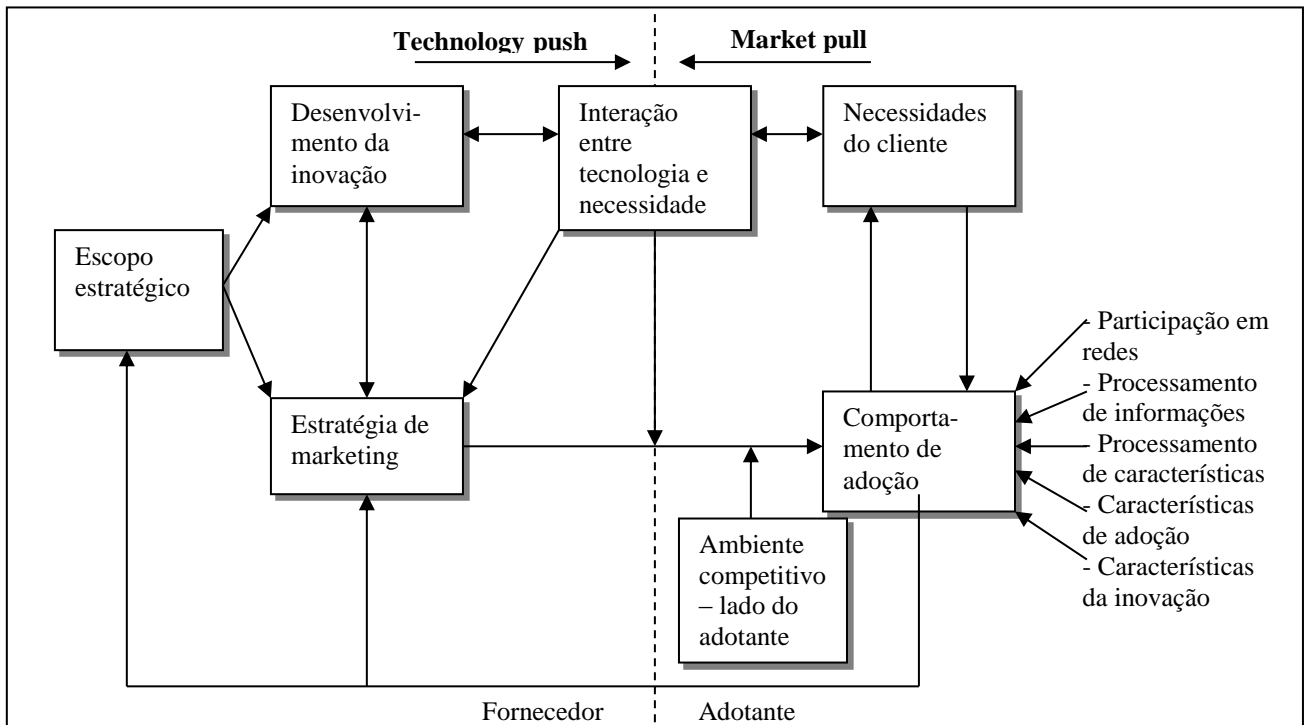 Technology push
Market pull
Desenvolvi-
mento da
inovação
Interação
entre
tecnologia e
necessidade
Necessidades
do cliente
Escopo
estratégico
Estratégia de
marketing
Comporta-
mento de
adoção
- Participação em
redes
- Processamento
de informações
- Processamento
de características
- Características
de adoção
- Características
da inovação
Ambiente
competitivo
– lado do
adotante
Fornecedor
Adotante